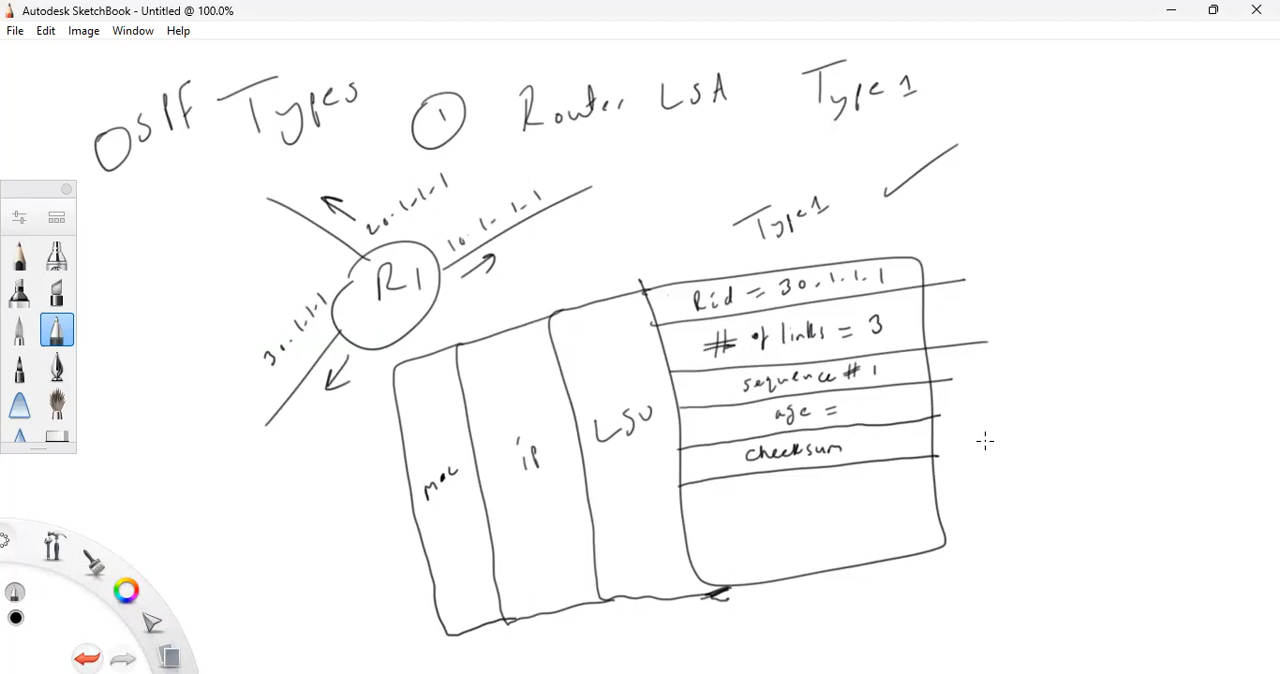 Autodesk SketchBook - Untitled @ 100.0%
File Edit Image Window Help
OSPF Types 1 Router LSA Type 1
20.1.1.1
10.1.1.1
R1
30.1.1.1
Type 1
Rid = 30.1.1.1
# of links = 3
sequence # 1
age =
checksum
mac
ip
LSU